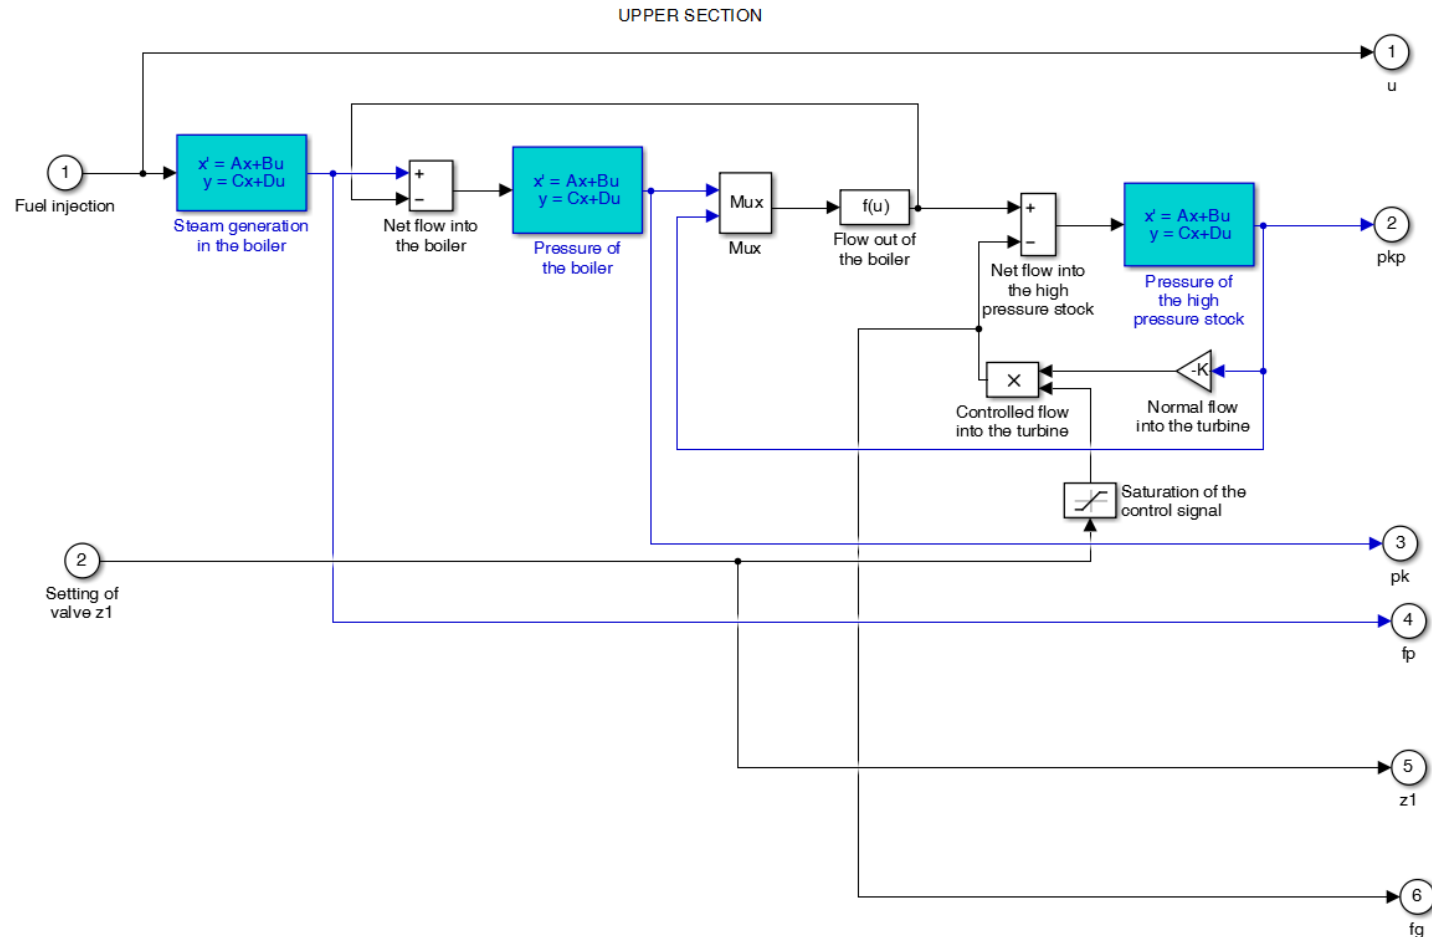 UPPER SECTION
1
u
1
Fuel injection
x' = Ax+Bu
y = Cx+Du
Steam generation
in the boiler
+
−
Net flow into
the boiler
x' = Ax+Bu
y = Cx+Du
Pressure of
the boiler
Mux
Mux
f(u)
Flow out of
the boiler
+
−
Net flow into
the high
pressure stock
x' = Ax+Bu
y = Cx+Du
Pressure of
the high
pressure stock
2
pkp
×
Controlled flow
into the turbine
-K
Normal flow
into the turbine
Saturation of the
control signal
3
pk
2
Setting of
valve z1
4
fp
5
z1
6
fg